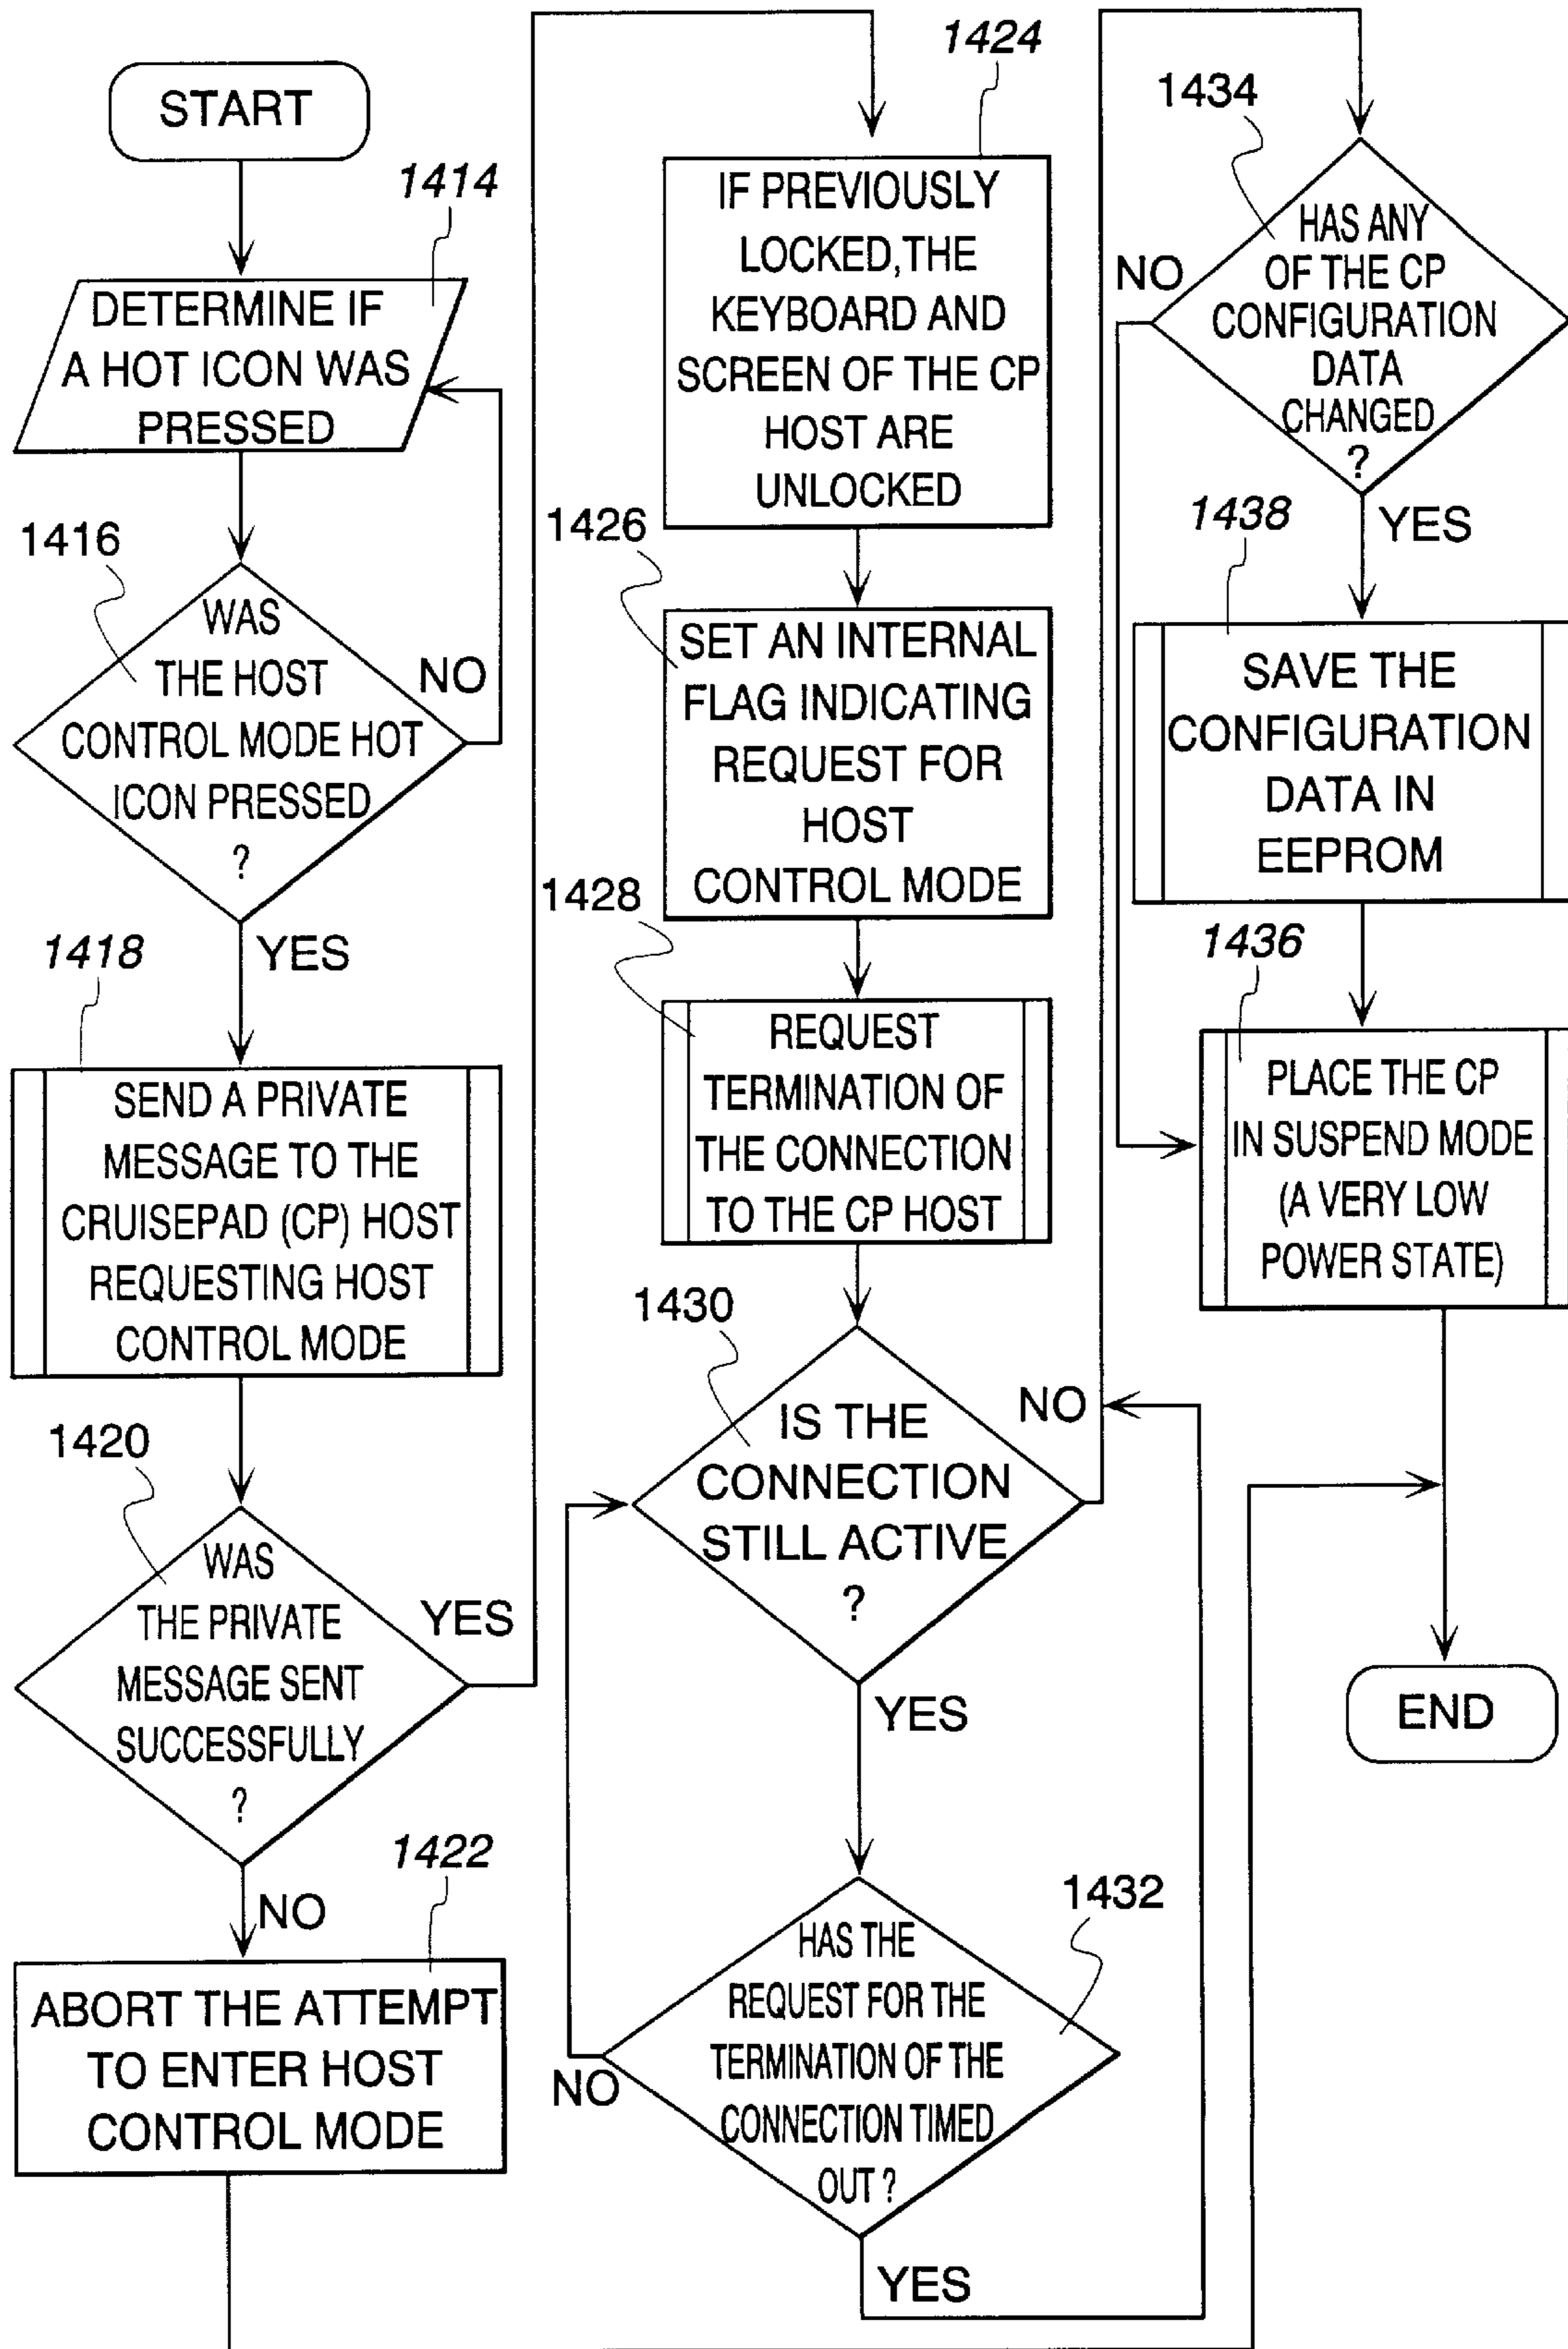 START
1414
DETERMINE IF
A HOT ICON WAS
PRESSED
1416
WAS
THE HOST
CONTROL MODE HOT
ICON PRESSED
?
NO
YES
1418
SEND A PRIVATE
MESSAGE TO THE
CRUISEPAD (CP) HOST
REQUESTING HOST
CONTROL MODE
1420
WAS
THE PRIVATE
MESSAGE SENT
SUCCESSFULLY
?
YES
NO
1422
ABORT THE ATTEMPT
TO ENTER HOST
CONTROL MODE
1424
IF PREVIOUSLY
LOCKED, THE
KEYBOARD AND
SCREEN OF THE CP
HOST ARE
UNLOCKED
1426
SET AN INTERNAL
FLAG INDICATING
REQUEST FOR
HOST
CONTROL MODE
1428
REQUEST
TERMINATION OF
THE CONNECTION
TO THE CP HOST
1430
IS THE
CONNECTION
STILL ACTIVE
?
NO
YES
1432
HAS THE
REQUEST FOR THE
TERMINATION OF THE
CONNECTION TIMED
OUT ?
NO
YES
1434
HAS ANY
OF THE CP
CONFIGURATION
DATA
CHANGED
?
NO
YES
1438
SAVE THE
CONFIGURATION
DATA IN
EEPROM
1436
PLACE THE CP
IN SUSPEND MODE
(A VERY LOW
POWER STATE)
END